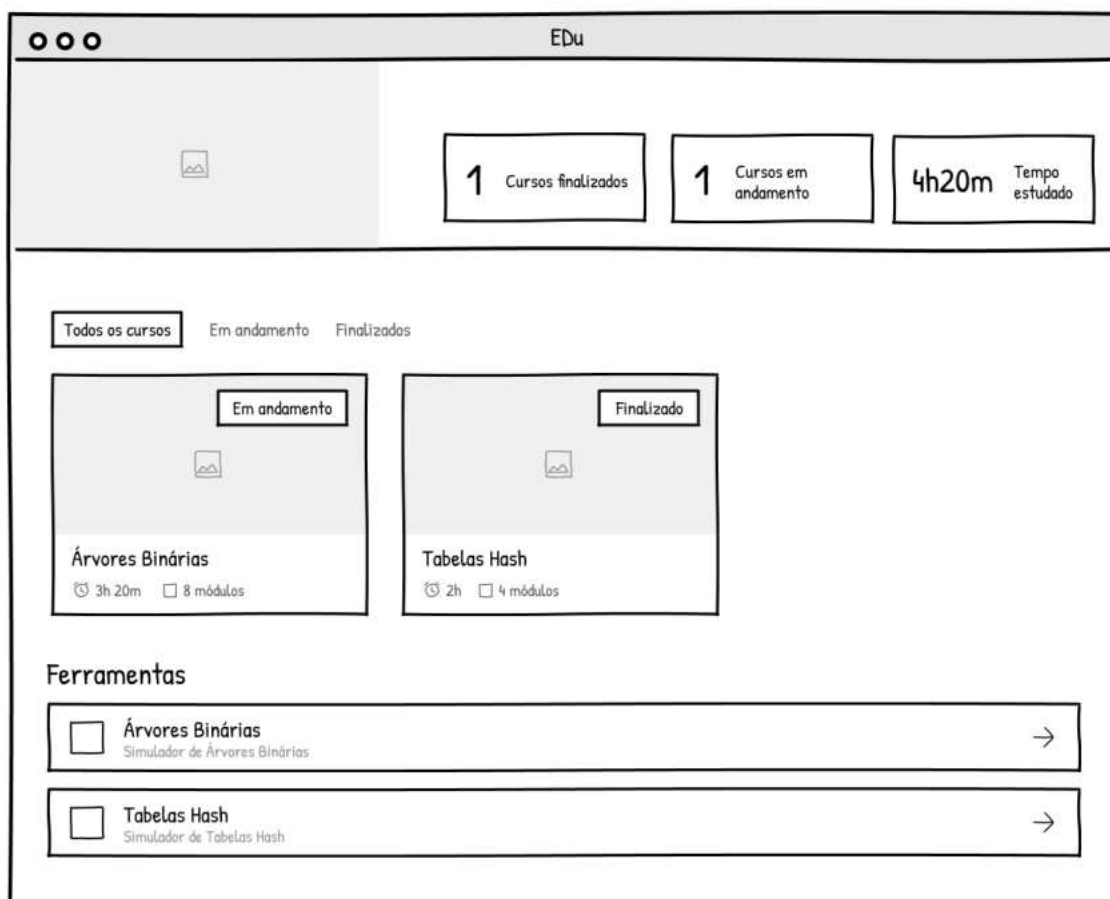 EDu
1 Cursos finalizados
1 Cursos em
andamento
4h20m Tempo
estudado
Todos os cursos Em andamento Finalizados
Em andamento
Finalizado
Árvores Binárias
3h 20m 8 módulos
Tabelas Hash
2h 4 módulos
Ferramentas
Árvores Binárias
Simulador de Árvores Binárias
Tabelas Hash
Simulador de Tabelas Hash